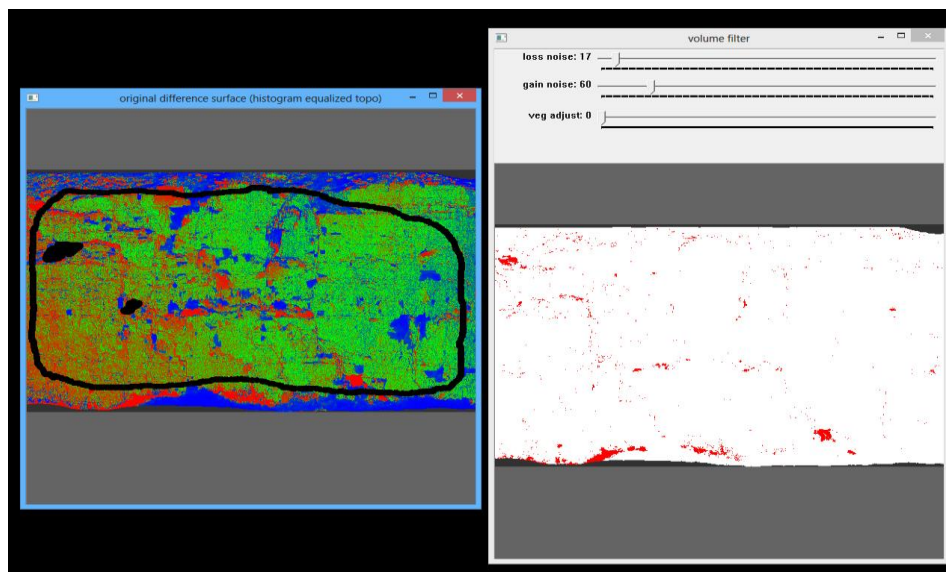 original difference surface (histogram equalized topo)
volume filter
loss noise: 17
gain noise: 60
veg adjust: 0